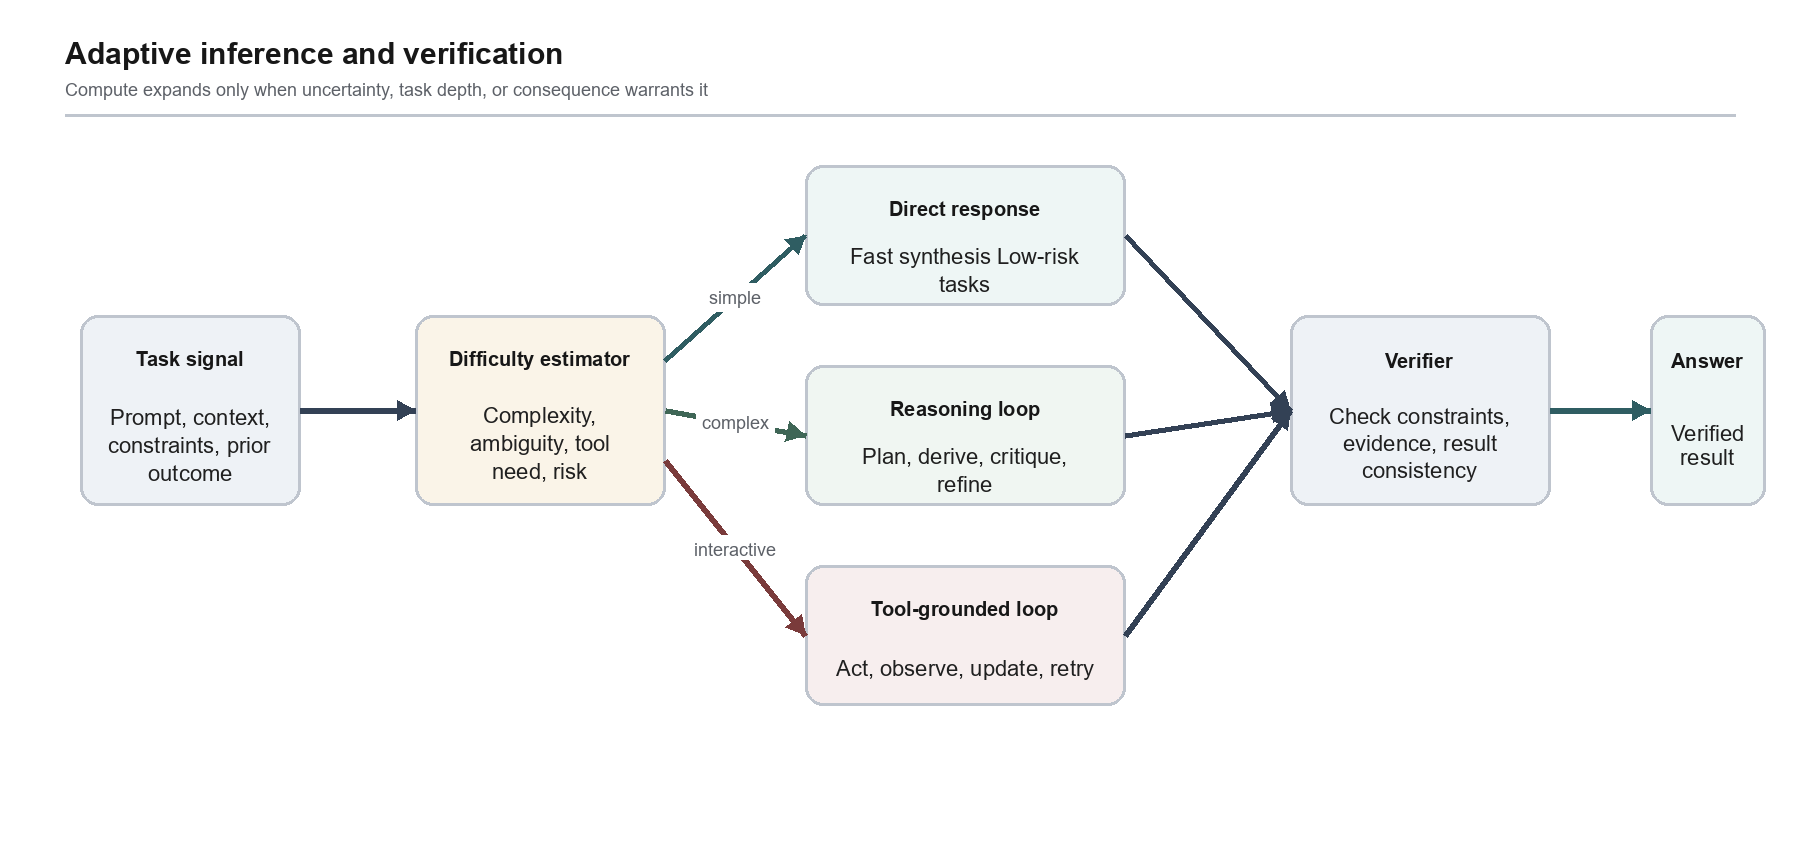 Adaptive inference and verification
Compute expands only when uncertainty, task depth, or consequence warrants it
Task signal
Prompt, context,
constraints, prior
outcome
Difficulty estimator
Complexity,
ambiguity, tool
need, risk
simple
complex
interactive
Direct response
Fast synthesis Low-risk
tasks
Reasoning loop
Plan, derive, critique,
refine
Tool-grounded loop
Act, observe, update, retry
Verifier
Check constraints,
evidence, result
consistency
Answer
Verified
result